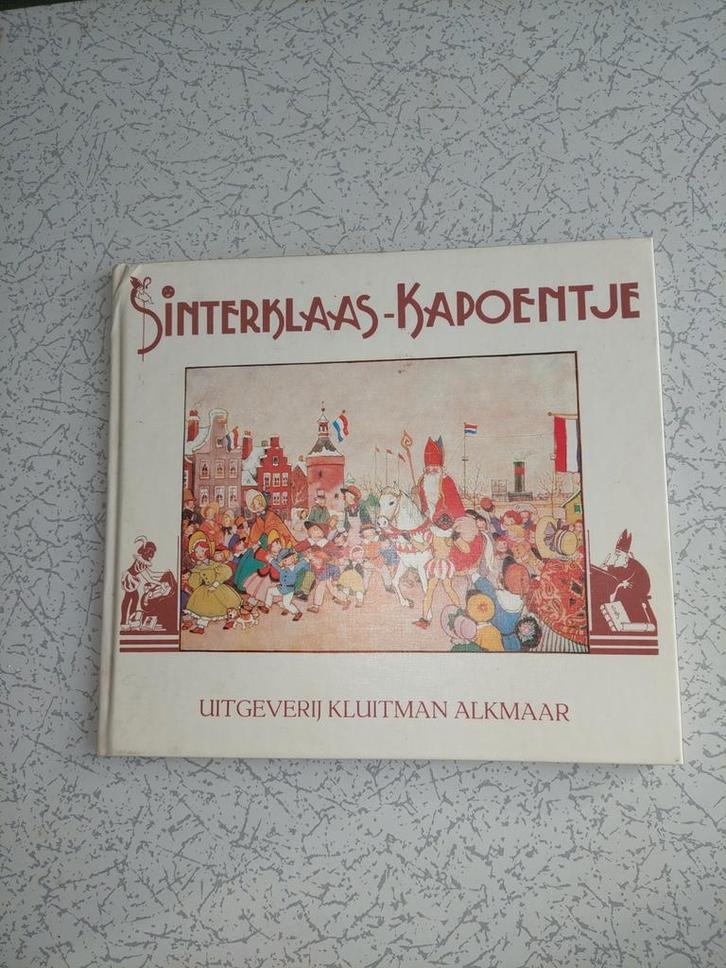 SINTERKLAAS-KAPOENTJE
UITGEVERIJ KLUITMAN ALKMAAR